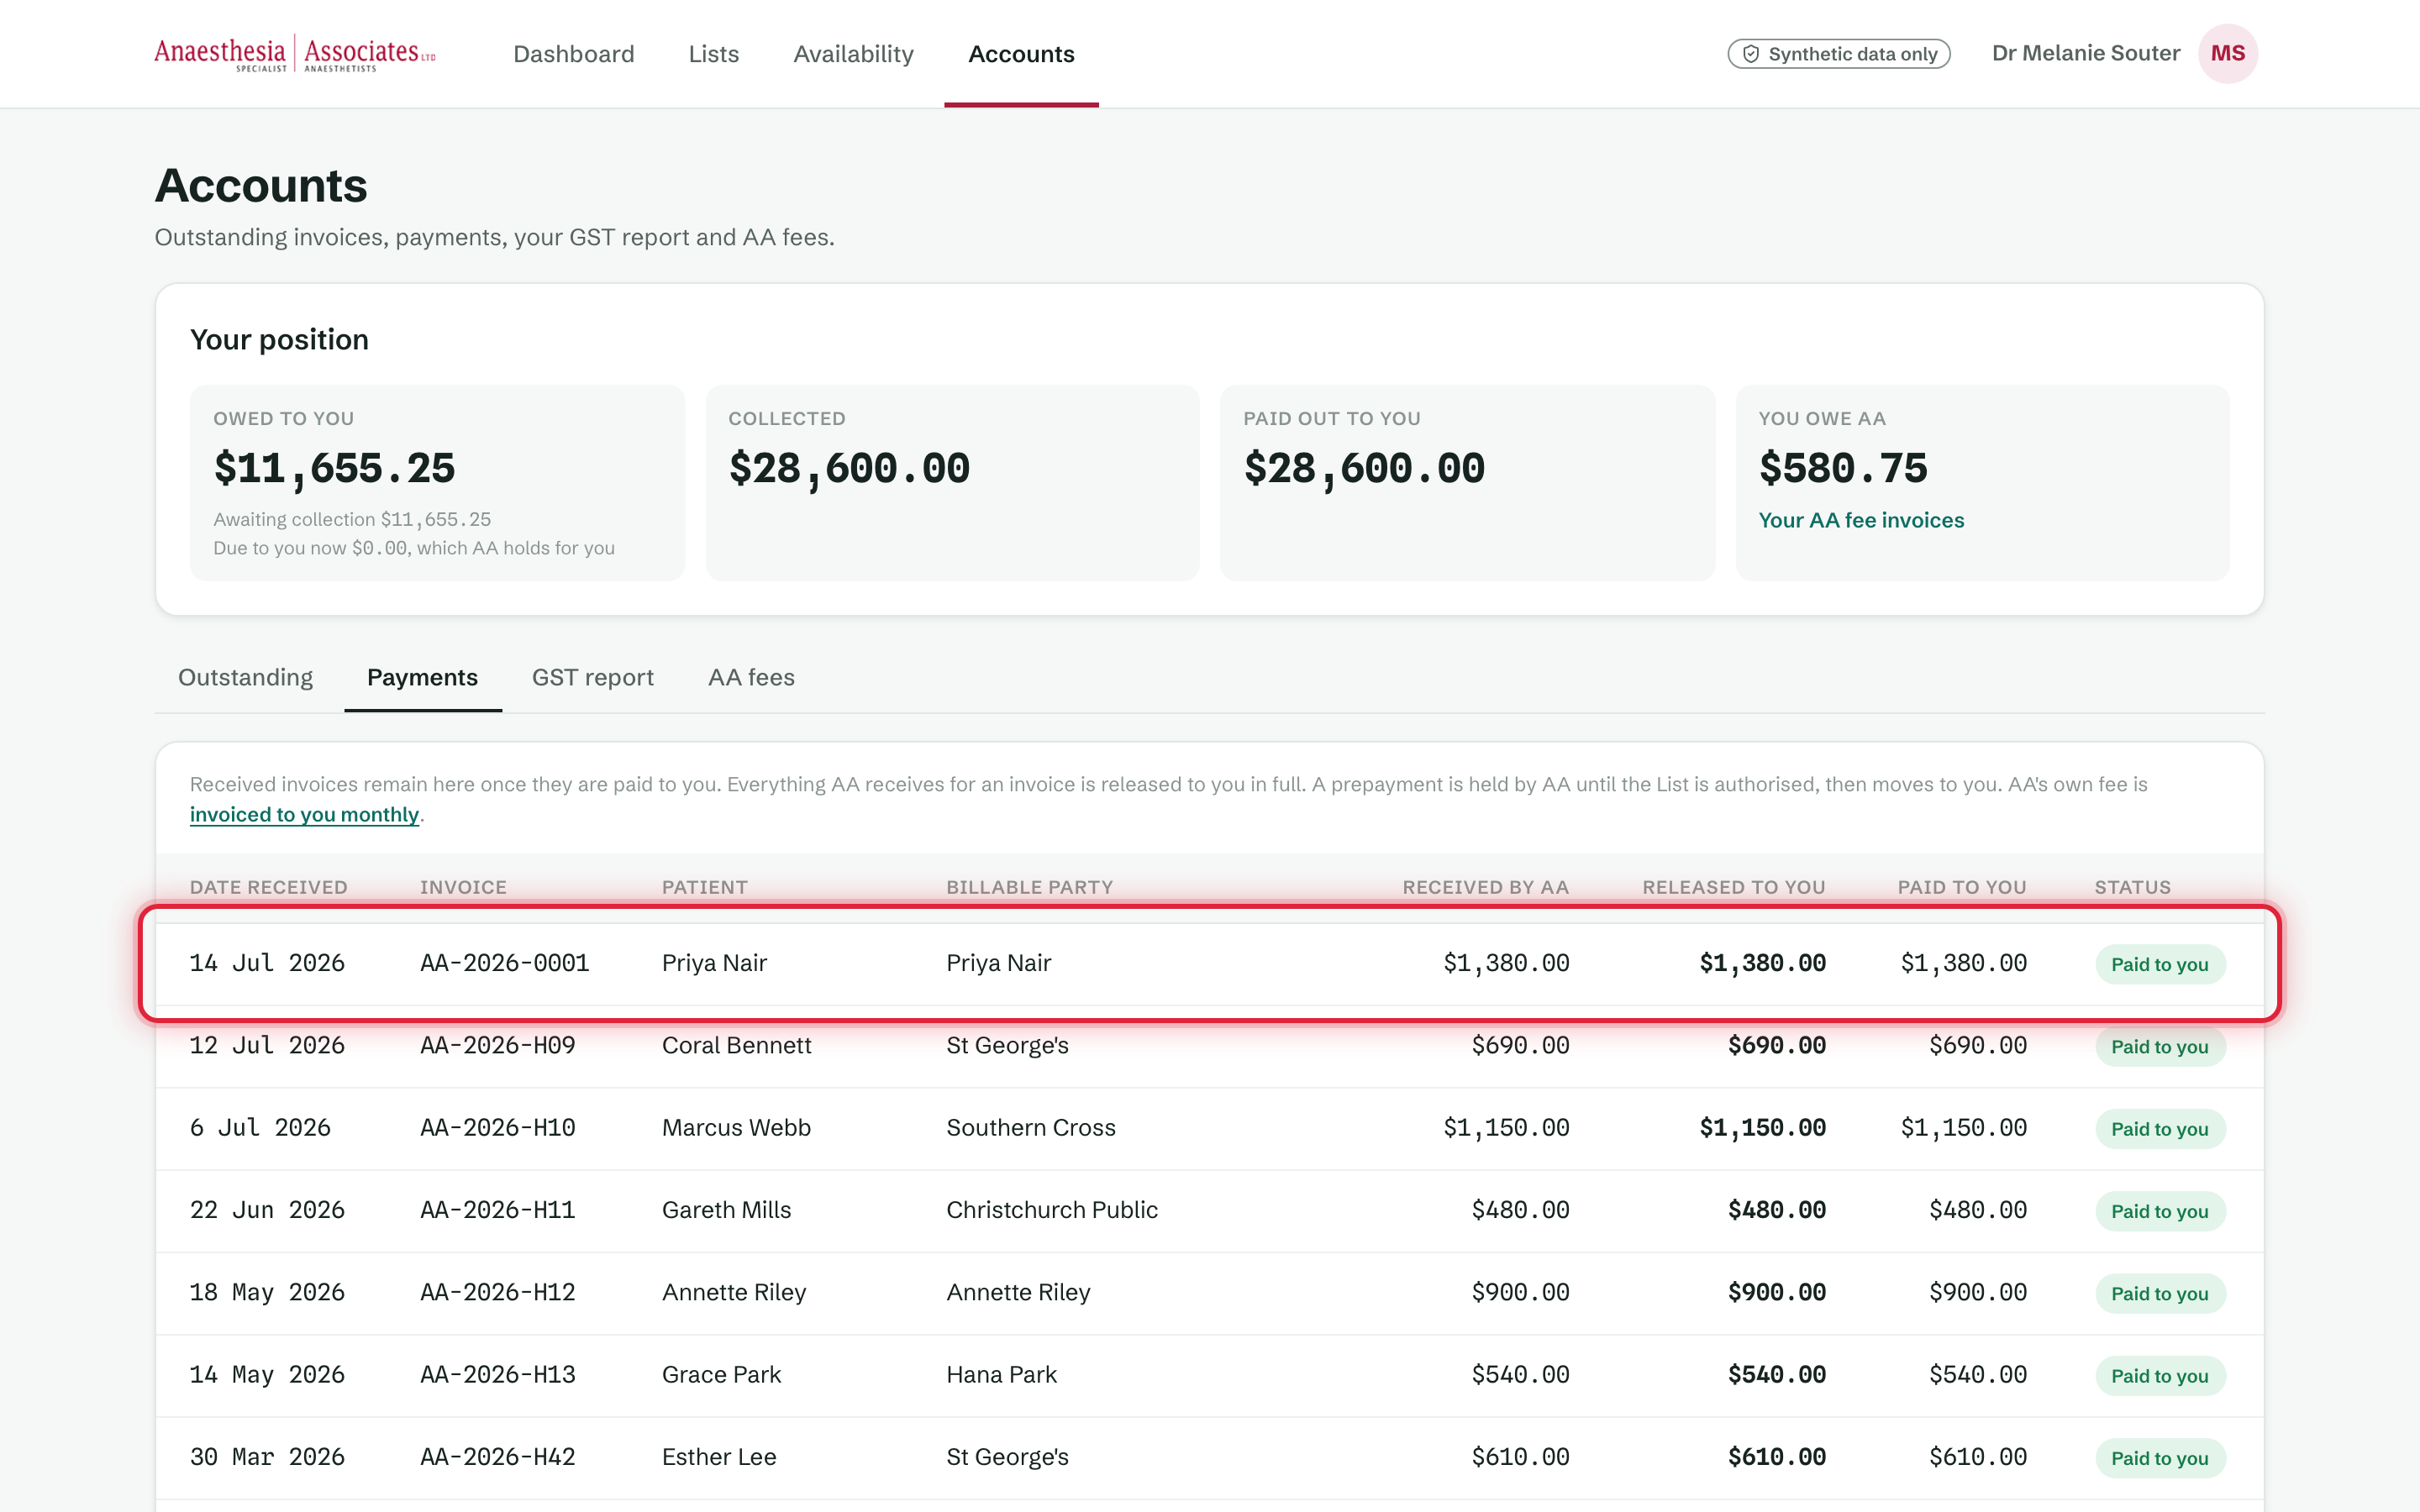 Anaesthesia | Associates LTD
SPECIALIST ANAESTHETISTS
Dashboard Lists Availability Accounts
Synthetic data only
Dr Melanie Souter MS
Accounts
Outstanding invoices, payments, your GST report and AA fees.
Your position
OWED TO YOU
$11,655.25
Awaiting collection $11,655.25
Due to you now $0.00, which AA holds for you
COLLECTED
$28,600.00
PAID OUT TO YOU
$28,600.00
YOU OWE AA
$580.75
Your AA fee invoices
Outstanding Payments GST report AA fees
Received invoices remain here once they are paid to you. Everything AA receives for an invoice is released to you in full. A prepayment is held by AA until the List is authorised, then moves to you. AA's own fee is
invoiced to you monthly.
DATE RECEIVED INVOICE PATIENT BILLABLE PARTY RECEIVED BY AA RELEASED TO YOU PAID TO YOU STATUS
14 Jul 2026 AA-2026-0001 Priya Nair Priya Nair $1,380.00 $1,380.00 $1,380.00 Paid to you
12 Jul 2026 AA-2026-H09 Coral Bennett St George's $690.00 $690.00 $690.00 Paid to you
6 Jul 2026 AA-2026-H10 Marcus Webb Southern Cross $1,150.00 $1,150.00 $1,150.00 Paid to you
22 Jun 2026 AA-2026-H11 Gareth Mills Christchurch Public $480.00 $480.00 $480.00 Paid to you
18 May 2026 AA-2026-H12 Annette Riley Annette Riley $900.00 $900.00 $900.00 Paid to you
14 May 2026 AA-2026-H13 Grace Park Hana Park $540.00 $540.00 $540.00 Paid to you
30 Mar 2026 AA-2026-H42 Esther Lee St George's $610.00 $610.00 $610.00 Paid to you